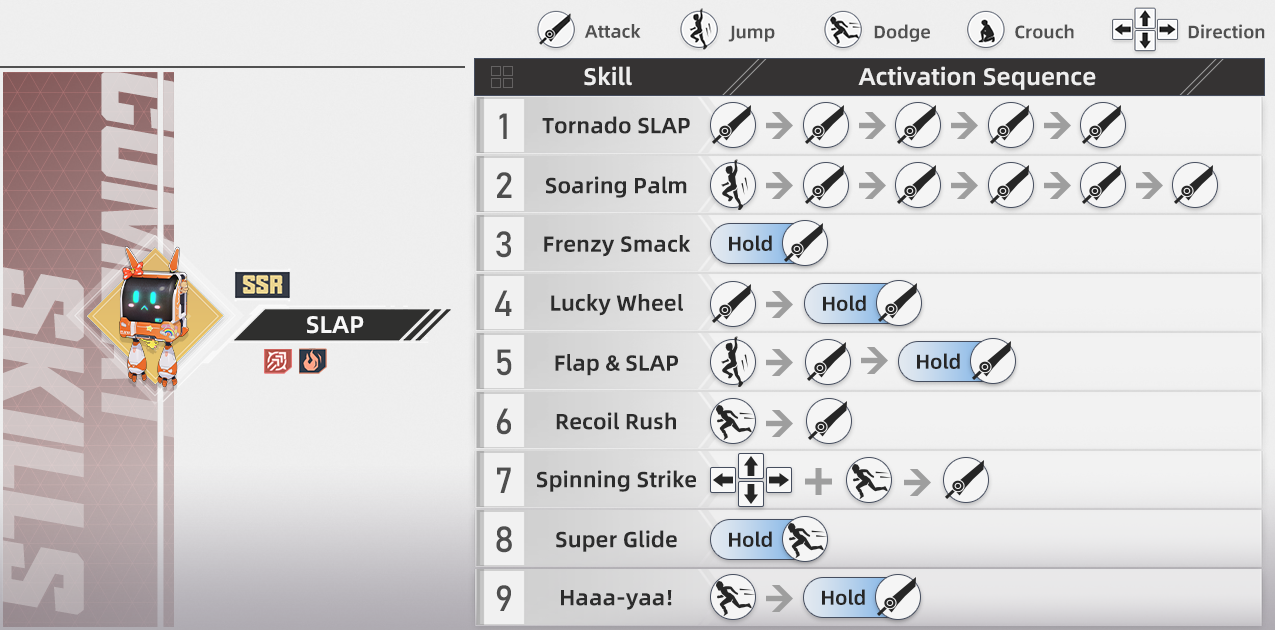 Attack Jump Dodge Crouch Direction
Skill Activation Sequence
1 Tornado SLAP
2 Soaring Palm
3 Frenzy Smack Hold
4 Lucky Wheel Hold
5 Flap & SLAP Hold
6 Recoil Rush
7 Spinning Strike
8 Super Glide Hold
9 Haaa-yaa! Hold
SSR
SLAP
SKILLS